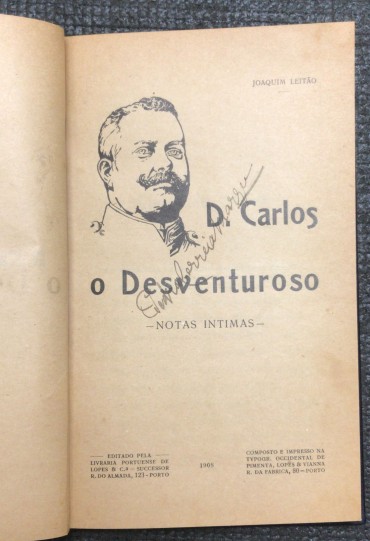 JOAQUIM LEITÃO
D. Carlos
o Desventuroso
— NOTAS INTIMAS —
EDITADO PELA
LIVRARIA PORTUENSE DE
LOPES & C.ª — SUCCESSOR
R. DO ALMADA, 123 – PORTO
1908
COMPOSTO E IMPRESSO NA
TYPOGR. OCCIDENTAL DE
PIMENTA, LOPES & VIANNA
R. DA FABRICA, 80 – PORTO